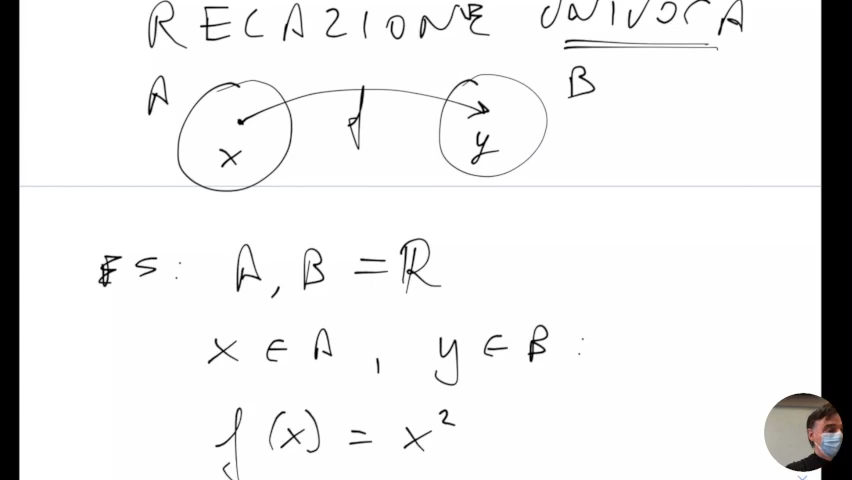 RELAZIONE UNIVOCA
A B
f
x y
ES: A, B = ℝ
x ∈ A, y ∈ B:
f(x) = x²